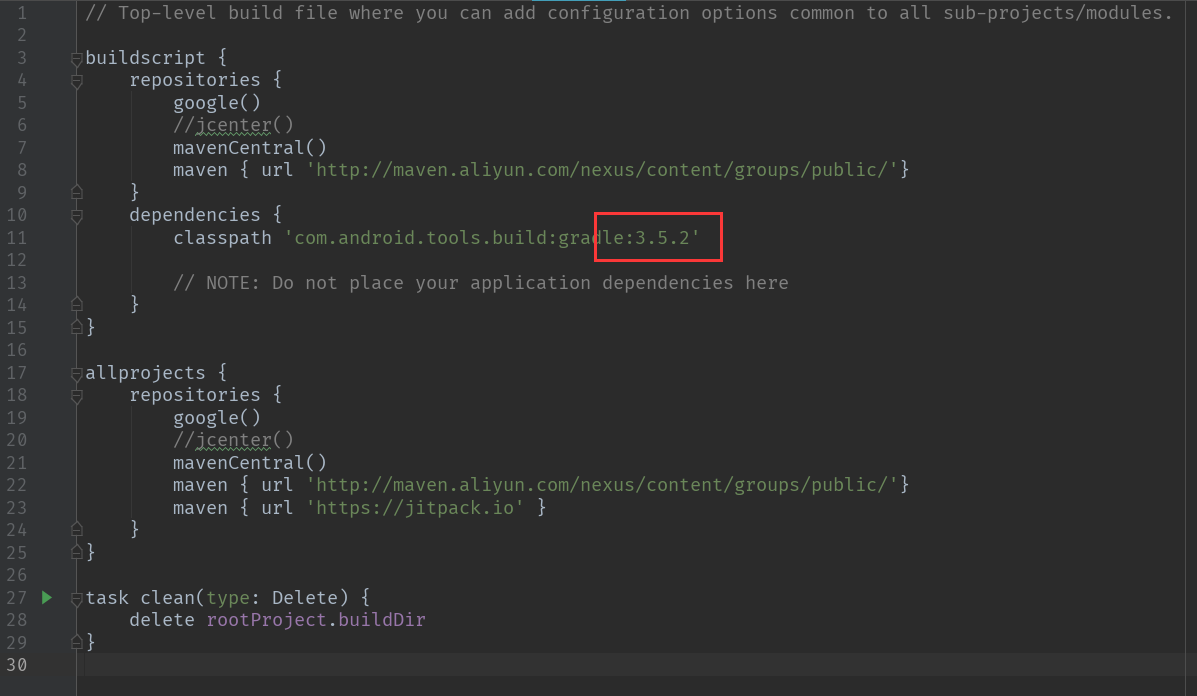 1 // Top-level build file where you can add configuration options common to all sub-projects/modules.
2
3 buildscript {
4     repositories {
5         google()
6         //jcenter()
7         mavenCentral()
8         maven { url 'http://maven.aliyun.com/nexus/content/groups/public/'}
9     }
10     dependencies {
11         classpath 'com.android.tools.build:gradle:3.5.2'
12
13         // NOTE: Do not place your application dependencies here
14     }
15 }
16
17 allprojects {
18     repositories {
19         google()
20         //jcenter()
21         mavenCentral()
22         maven { url 'http://maven.aliyun.com/nexus/content/groups/public/'}
23         maven { url 'https://jitpack.io' }
24     }
25 }
26
27 task clean(type: Delete) {
28     delete rootProject.buildDir
29 }
30